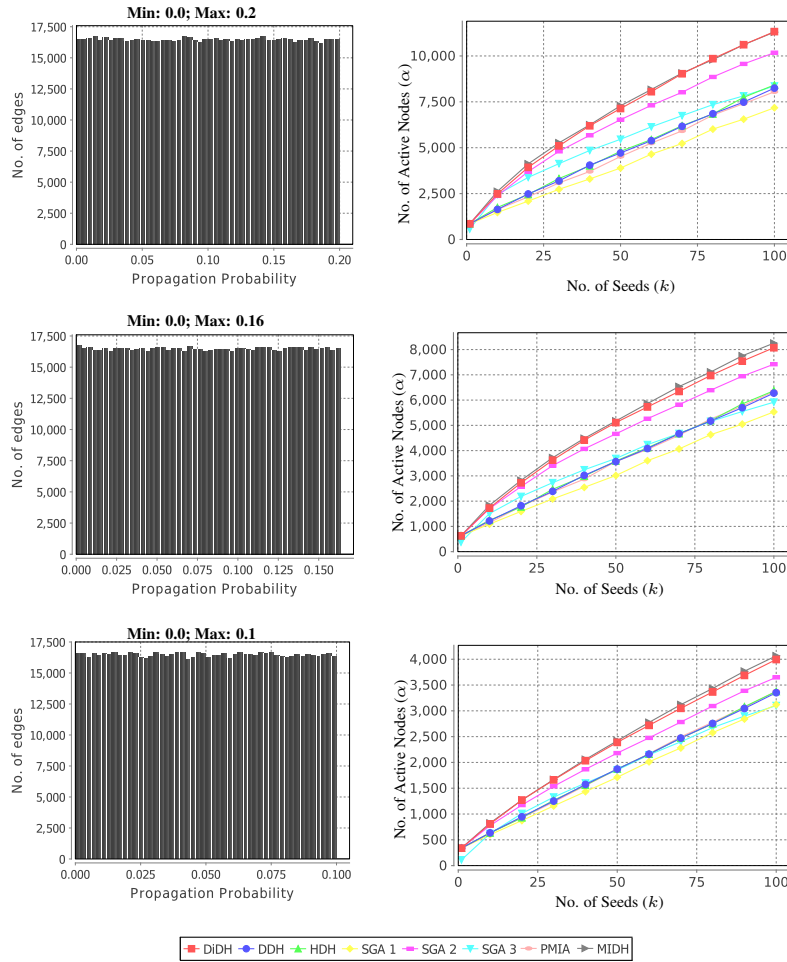 Min: 0.0; Max: 0.2
17,500
15,000
12,500
10,000
7,500
5,000
2,500
0
No. of edges
0.00 0.05 0.10 0.15 0.20
Propagation Probability
10,000
7,500
5,000
2,500
0
No. of Active Nodes (α)
0 25 50 75 100
No. of Seeds (k)
Min: 0.0; Max: 0.16
17,500
15,000
12,500
10,000
7,500
5,000
2,500
0
No. of edges
0.000 0.025 0.050 0.075 0.100 0.125 0.150
Propagation Probability
8,000
7,000
6,000
5,000
4,000
3,000
2,000
1,000
0
No. of Active Nodes (α)
0 25 50 75 100
No. of Seeds (k)
Min: 0.0; Max: 0.1
17,500
15,000
12,500
10,000
7,500
5,000
2,500
0
No. of edges
0.000 0.025 0.050 0.075 0.100
Propagation Probability
4,000
3,500
3,000
2,500
2,000
1,500
1,000
500
0
No. of Active Nodes (α)
0 25 50 75 100
No. of Seeds (k)
DiDH DDH HDH SGA 1 SGA 2 SGA 3 PMIA MIDH